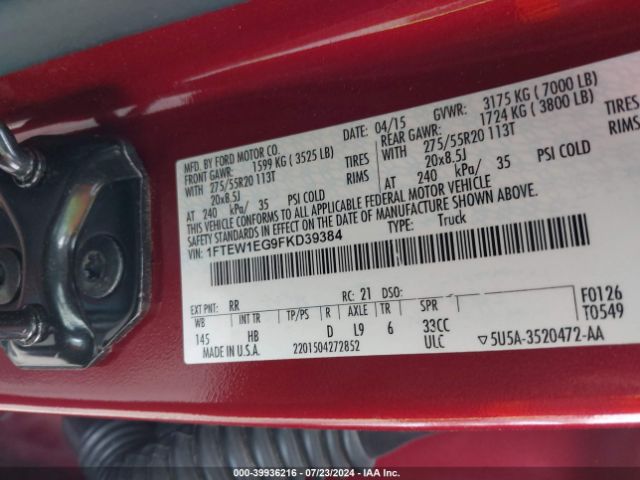 MFD. BY FORD MOTOR CO.
DATE: 04/15 GVWR: 3175 KG ( 7000 LB)
FRONT GAWR: 1599 KG ( 3525 LB) REAR GAWR: 1724 KG ( 3800 LB)
WITH 275/55R20 113T TIRES WITH 275/55R20 113T TIRES
20x8.5J RIMS 20x8.5J RIMS
AT 240 kPa/ 35 PSI COLD AT 240 kPa/ 35 PSI COLD
THIS VEHICLE CONFORMS TO ALL APPLICABLE FEDERAL MOTOR VEHICLE
SAFETY STANDARDS IN EFFECT ON THE DATE OF MANUFACTURE SHOWN ABOVE.
VIN: 1FTEW1EG9FKD39384 TYPE: Truck
EXT PNT: RR RC: 21 DSO:
WB INT TR TP/PS R AXLE TR SPR
145 HB D L9 6 33CC
F0126
T0549
MADE IN U.S.A. 2201504272852 ULC ▽5U5A-3520472-AA
000-39936216 - 07/23/2024 - IAA Inc.